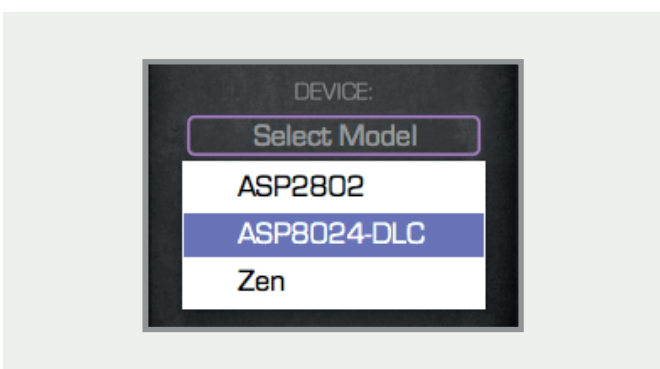 DEVICE:
Select Model
ASP2802
ASP8024-DLC
Zen